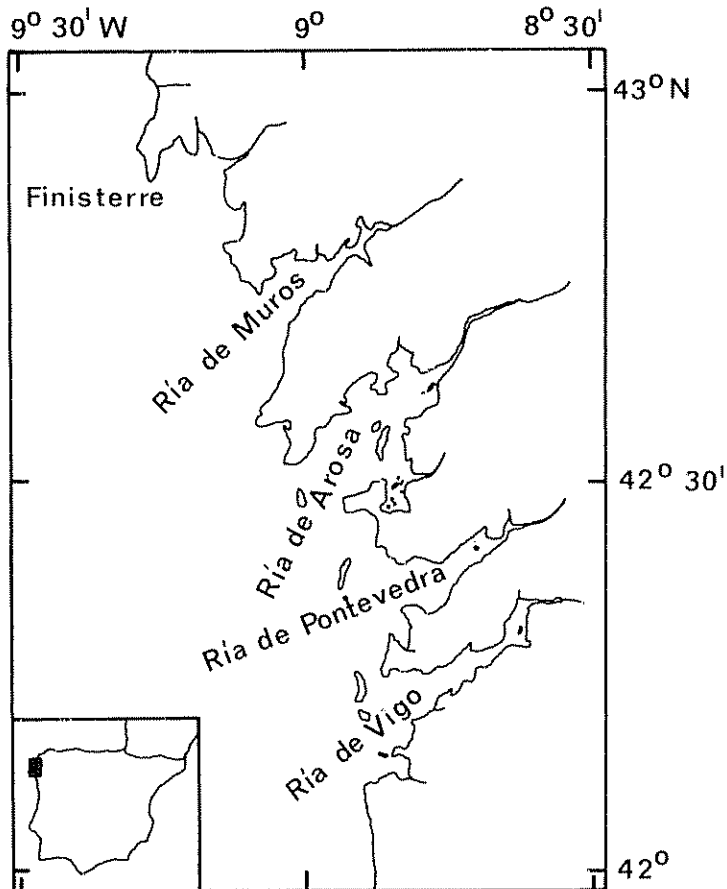 9° 30' W
9°
8° 30'
43° N
Finisterre
Ría de Muros
Ría de Arosa
42° 30'
Ría de Pontevedra
Ría de Vigo
42°